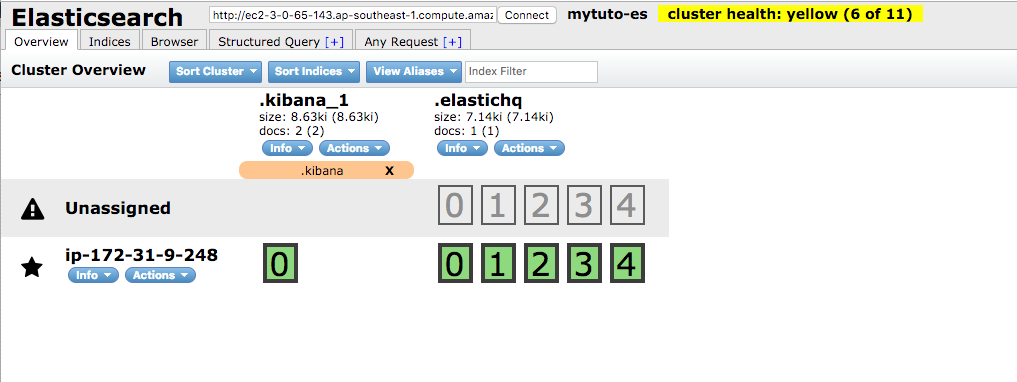 Elasticsearch http://ec2-3-0-65-143.ap-southeast-1.compute.amaz Connect mytuto-es cluster health: yellow (6 of 11)
Overview Indices Browser Structured Query [+] Any Request [+]
Cluster Overview Sort Cluster Sort Indices View Aliases Index Filter
.kibana_1 .elastichq
size: 8.63ki (8.63ki) size: 7.14ki (7.14ki)
docs: 2 (2) docs: 1 (1)
Info Actions Info Actions
.kibana X
Unassigned 0 1 2 3 4
ip-172-31-9-248 0 0 1 2 3 4
Info Actions